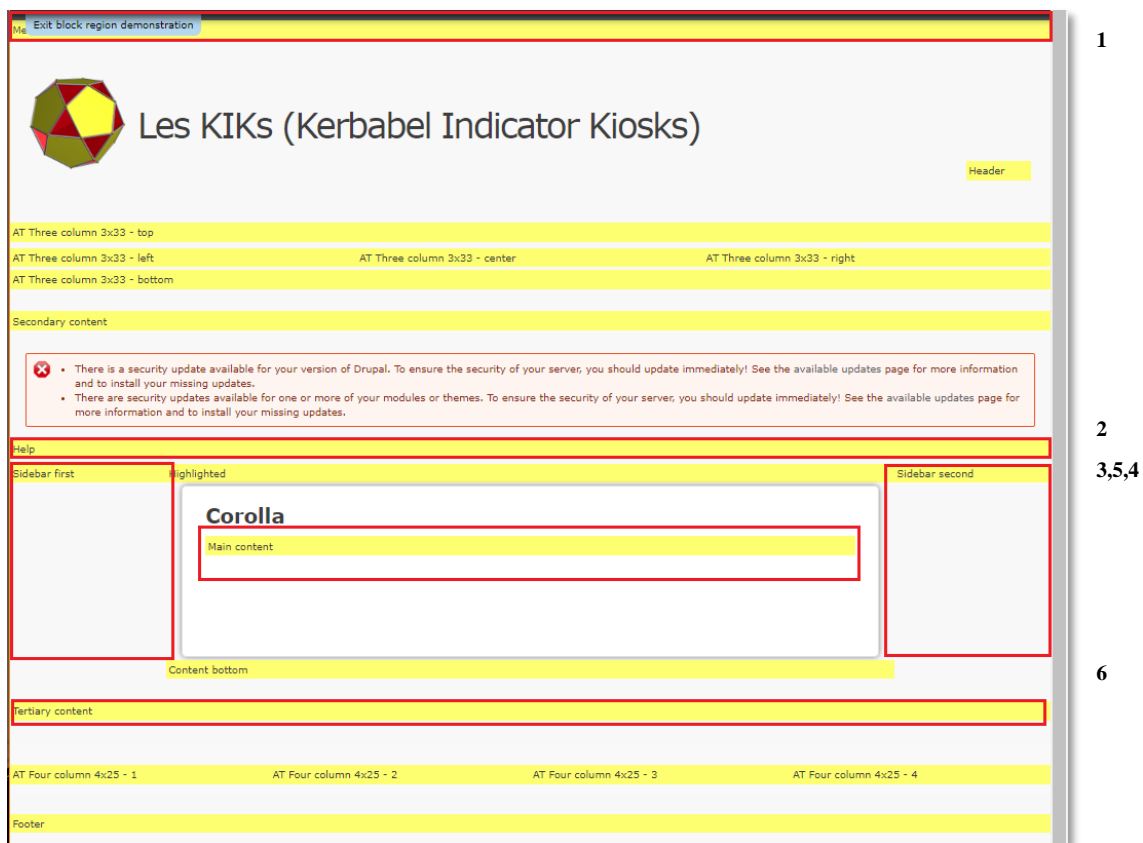 Exit block region demonstration
Me
1
Les KIKs (Kerbabel Indicator Kiosks)
Header
AT Three column 3x33 - top
AT Three column 3x33 - left AT Three column 3x33 - center AT Three column 3x33 - right
AT Three column 3x33 - bottom
Secondary content
• There is a security update available for your version of Drupal. To ensure the security of your server, you should update immediately! See the available updates page for more information
and to install your missing updates.
• There are security updates available for one or more of your modules or themes. To ensure the security of your server, you should update immediately! See the available updates page for
more information and to install your missing updates.
2
Help
Sidebar first Highlighted Sidebar second 3,5,4
Corolla
Main content
Content bottom 6
Tertiary content
AT Four column 4x25 - 1 AT Four column 4x25 - 2 AT Four column 4x25 - 3 AT Four column 4x25 - 4
Footer